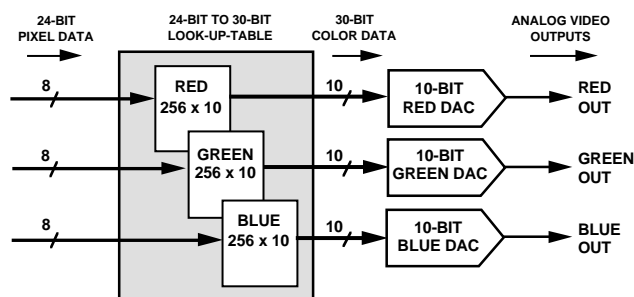 24-BIT
PIXEL DATA
24-BIT TO 30-BIT
LOOK-UP-TABLE
30-BIT
COLOR DATA
ANALOG VIDEO
OUTPUTS
8
RED
256 x 10
10
10-BIT
RED DAC
RED
OUT
8
GREEN
256 x 10
10
10-BIT
GREEN DAC
GREEN
OUT
8
BLUE
256 x 10
10
10-BIT
BLUE DAC
BLUE
OUT